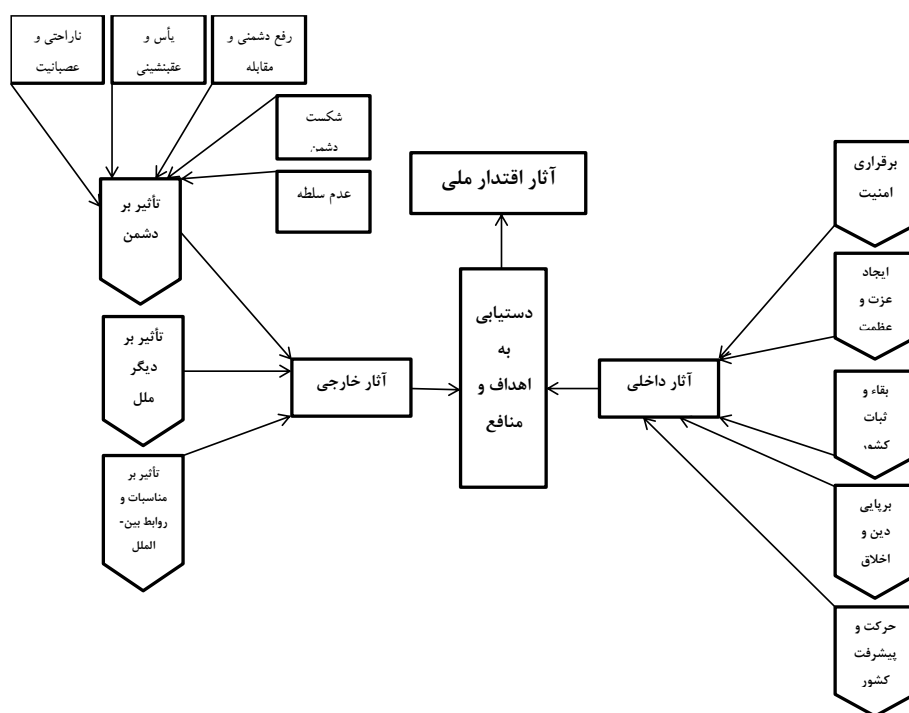 رفع دشمنی و
مقابله
یأس و
عقبنشینی
ناراحتی و
عصبانیت
شکست
دشمن
عدم سلطه
تأثیر بر
دشمن
تأثیر بر
دیگر
ملل
تأثیر بر
مناسبات و
روابط بین-
الملل
آثار خارجی
آثار اقتدار ملی
دستیابی
به
اهداف و
منافع
آثار داخلی
برقراری
امنیت
ایجاد
عزت و
عظمت
بقاء و
ثبات
کشور
برپایی
دین و
اخلاق
حرکت و
پیشرفت
کشور